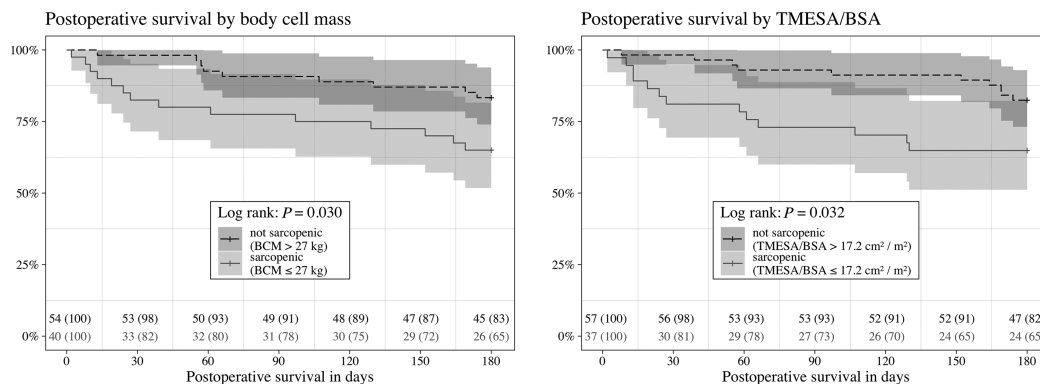 Postoperative survival by body cell mass
100%
75%
50%
25%
0%
Log rank: P = 0.030
not sarcopenic
(BCM > 27 kg)
sarcopenic
(BCM ≤ 27 kg)
54 (100) 53 (98) 50 (93) 49 (91) 48 (89) 47 (87) 45 (83)
40 (100) 33 (82) 32 (80) 31 (78) 30 (75) 29 (72) 26 (65)
0 30 60 90 120 150 180
Postoperative survival in days
Postoperative survival by TMESA/BSA
100%
75%
50%
25%
0%
Log rank: P = 0.032
not sarcopenic
(TMESA/BSA > 17.2 cm² / m²)
sarcopenic
(TMESA/BSA ≤ 17.2 cm² / m²)
57 (100) 56 (98) 53 (93) 53 (93) 52 (91) 52 (91) 47 (82
37 (100) 30 (81) 29 (78) 27 (73) 26 (70) 24 (65) 24 (65
0 30 60 90 120 150 180
Postoperative survival in days